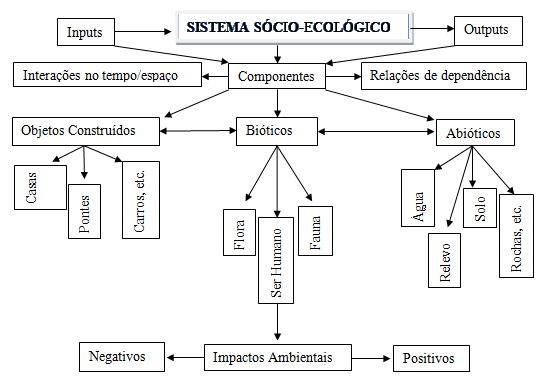 SISTEMA SÓCIO-ECOLÓGICO
Inputs
Outputs
Interações no tempo/espaço
Componentes
Relações de dependência
Objetos Construídos
Bióticos
Abióticos
Casas
Pontes
Carros, etc.
Flora
Ser Humano
Fauna
Água
Relevo
Solo
Rochas, etc.
Negativos
Impactos Ambientais
Positivos